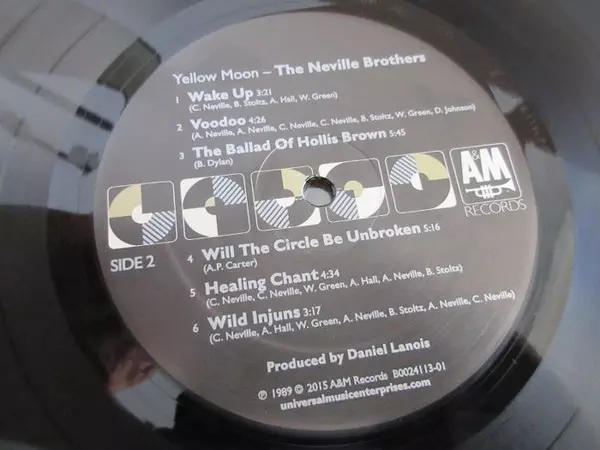 Yellow Moon – The Neville Brothers
1 Wake Up 3:21
(C. Neville, B. Stoltz, A. Hall, W. Green)
2 Voodoo 4:26
(A. Neville, A. Neville, C. Neville, C. Neville, B. Stoltz, W. Green, D. Johnson)
3 The Ballad Of Hollis Brown 5:45
(B. Dylan)
A&M
RECORDS
SIDE 2
4 Will The Circle Be Unbroken 5:16
(A.P. Carter)
5 Healing Chant 4:34
(C. Neville, C. Neville, W. Green, A. Hall, A. Neville, B. Stoltz)
6 Wild Injuns 3:17
(C. Neville, A. Hall, W. Green, A. Neville, B. Stoltz, A. Neville, C. Neville)
Produced by Daniel Lanois
℗ 1989 © 2015 A&M Records B0024113-01
universalmusicenterprises.com